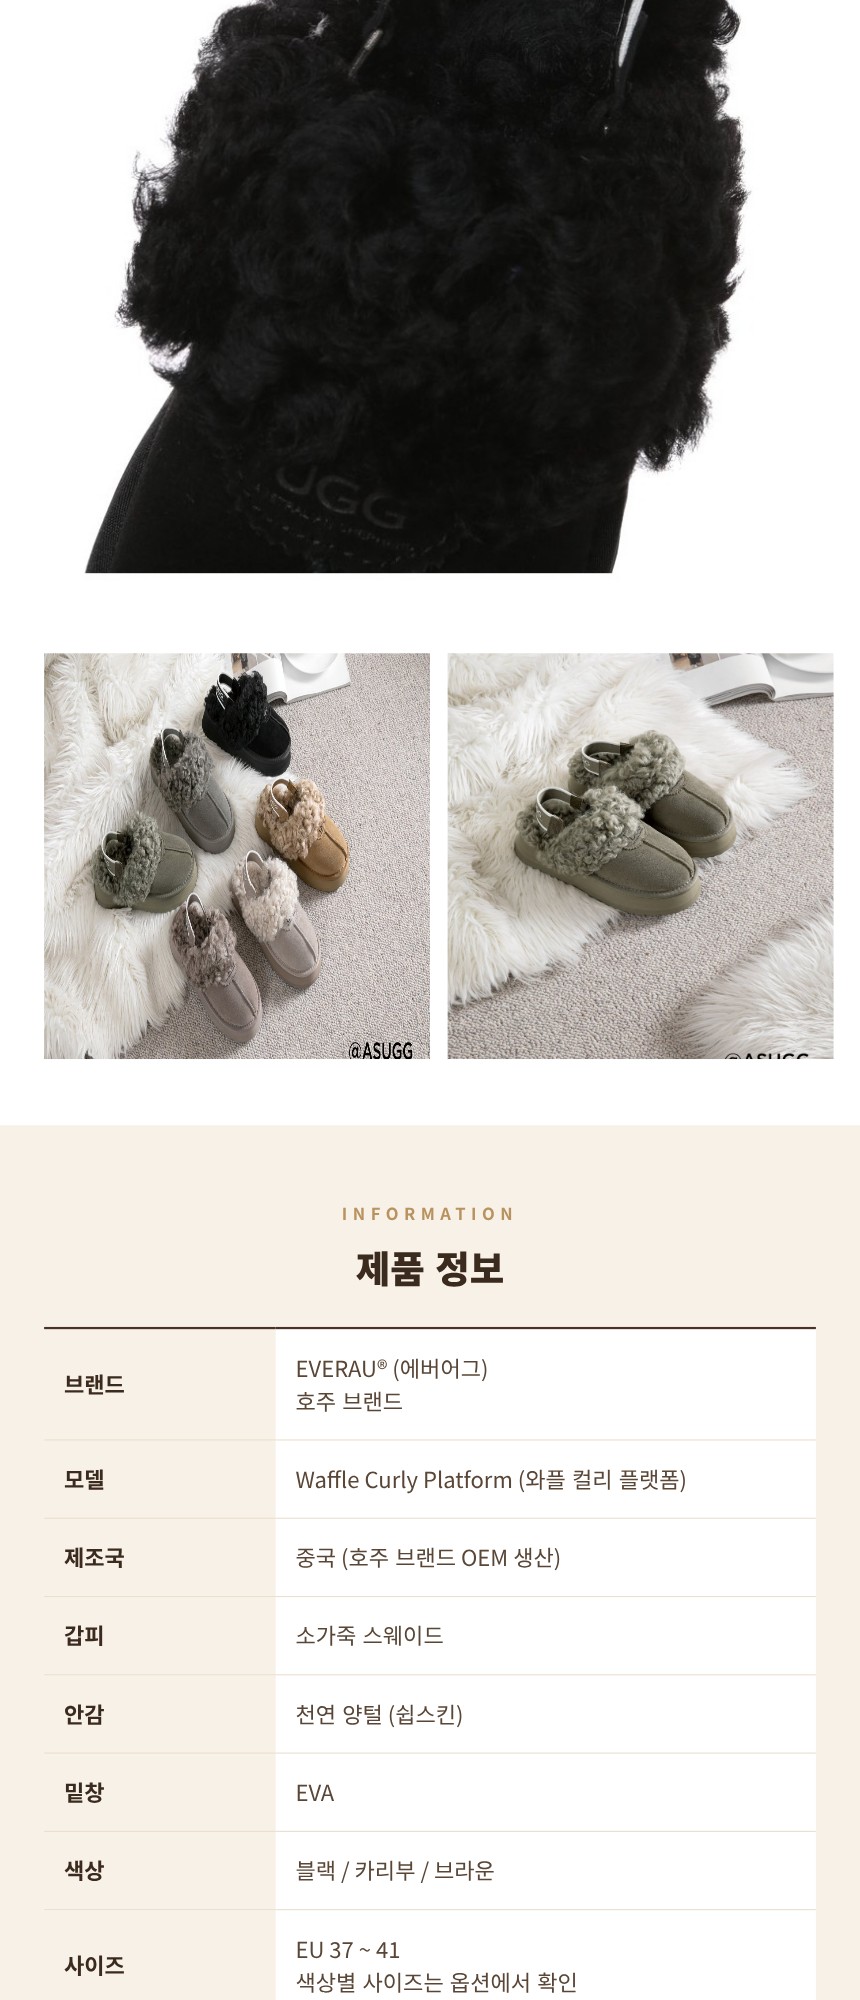 UGG
@ASUGG
@ASUGG
INFORMATION
제품 정보
브랜드
EVERAU® (에버어그)
호주 브랜드
모델
Waffle Curly Platform (와플 컬리 플랫폼)
제조국
중국 (호주 브랜드 OEM 생산)
갑피
소가죽 스웨이드
안감
천연 양털 (쉽스킨)
밑창
EVA
색상
블랙 / 카리부 / 브라운
사이즈
EU 37 ~ 41
색상별 사이즈는 옵션에서 확인